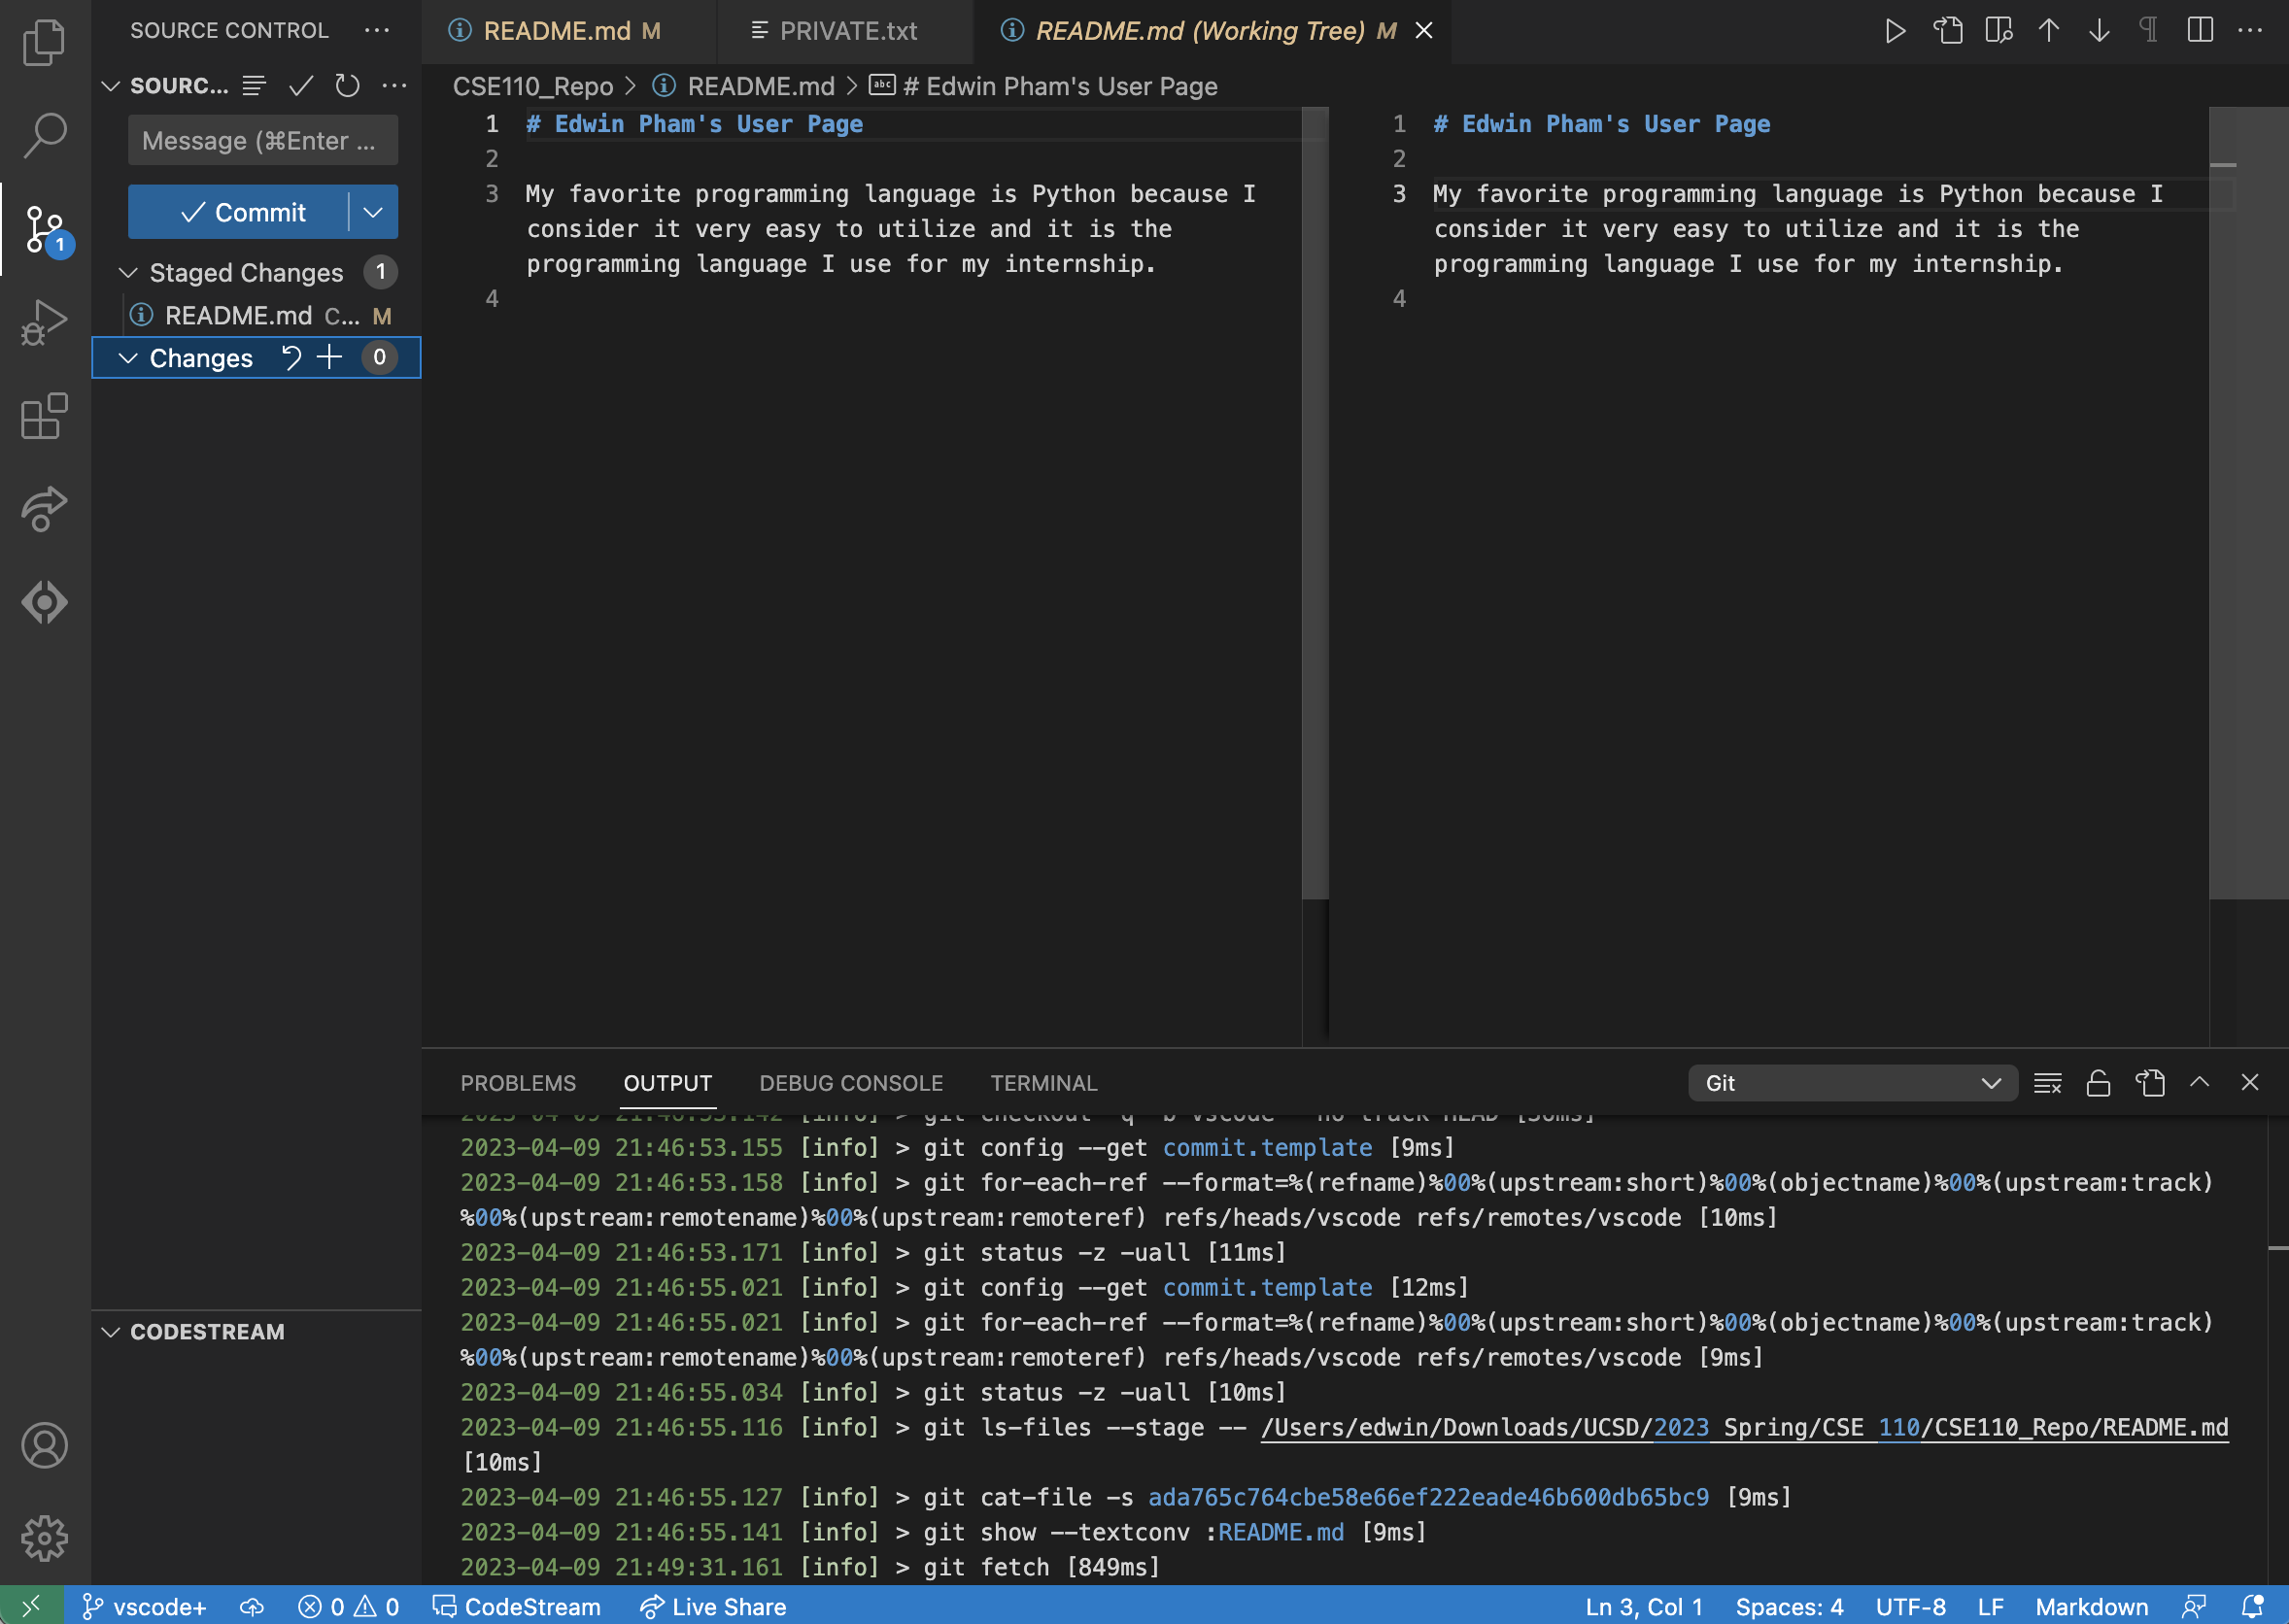 SOURCE CONTROL ...
README.md M
PRIVATE.txt
README.md (Working Tree) M
SOURC...
CSE110_Repo > README.md > # Edwin Pham's User Page
Message (⌘Enter ...
Commit
Staged Changes 1
README.md C... M
Changes 0
1
1 # Edwin Pham's User Page
2
3 My favorite programming language is Python because I
consider it very easy to utilize and it is the
programming language I use for my internship.
4
1 # Edwin Pham's User Page
2
3 My favorite programming language is Python because I
consider it very easy to utilize and it is the
programming language I use for my internship.
4
CODESTREAM
PROBLEMS OUTPUT DEBUG CONSOLE TERMINAL
Git
2023-04-09 21:46:53.155 [info] > git config --get commit.template [9ms]
2023-04-09 21:46:53.158 [info] > git for-each-ref --format=%(refname)%00%(upstream:short)%00%(objectname)%00%(upstream:track)
%00%(upstream:remotename)%00%(upstream:remoteref) refs/heads/vscode refs/remotes/vscode [10ms]
2023-04-09 21:46:53.171 [info] > git status -z -uall [11ms]
2023-04-09 21:46:55.021 [info] > git config --get commit.template [12ms]
2023-04-09 21:46:55.021 [info] > git for-each-ref --format=%(refname)%00%(upstream:short)%00%(objectname)%00%(upstream:track)
%00%(upstream:remotename)%00%(upstream:remoteref) refs/heads/vscode refs/remotes/vscode [9ms]
2023-04-09 21:46:55.034 [info] > git status -z -uall [10ms]
2023-04-09 21:46:55.116 [info] > git ls-files --stage -- /Users/edwin/Downloads/UCSD/2023 Spring/CSE 110/CSE110_Repo/README.md
[10ms]
2023-04-09 21:46:55.127 [info] > git cat-file -s ada765c764cbe58e66ef222eade46b600db65bc9 [9ms]
2023-04-09 21:46:55.141 [info] > git show --textconv :README.md [9ms]
2023-04-09 21:49:31.161 [info] > git fetch [849ms]
vscode+ 0 0 CodeStream Live Share Ln 3, Col 1 Spaces: 4 UTF-8 LF Markdown